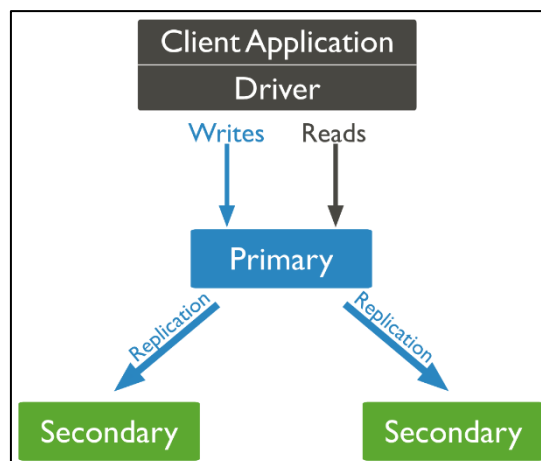 Client Application
Driver
Writes Reads
Primary
Replication Replication
Secondary Secondary